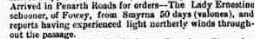 Arrived in Penarth Roads for orders—The Lady Ernestine
schooner, of Fowey, from Smyrna 50 days (valonea), and
reports having experienced light northerly winds through-
out the passage.